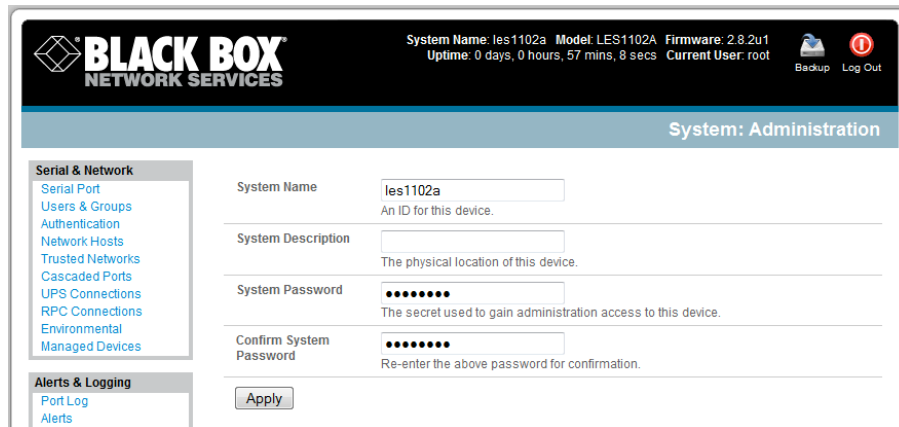 BLACK BOX®
NETWORK SERVICES
System Name: les1102a Model: LES1102A Firmware: 2.8.2u1
Uptime: 0 days, 0 hours, 57 mins, 8 secs Current User: root
Backup
Log Out
System: Administration
Serial & Network
Serial Port
Users & Groups
Authentication
Network Hosts
Trusted Networks
Cascaded Ports
UPS Connections
RPC Connections
Environmental
Managed Devices
Alerts & Logging
Port Log
Alerts
System Name
les1102a
An ID for this device.
System Description
The physical location of this device.
System Password
●●●●●●●●
The secret used to gain administration access to this device.
Confirm System
Password
●●●●●●●●
Re-enter the above password for confirmation.
Apply